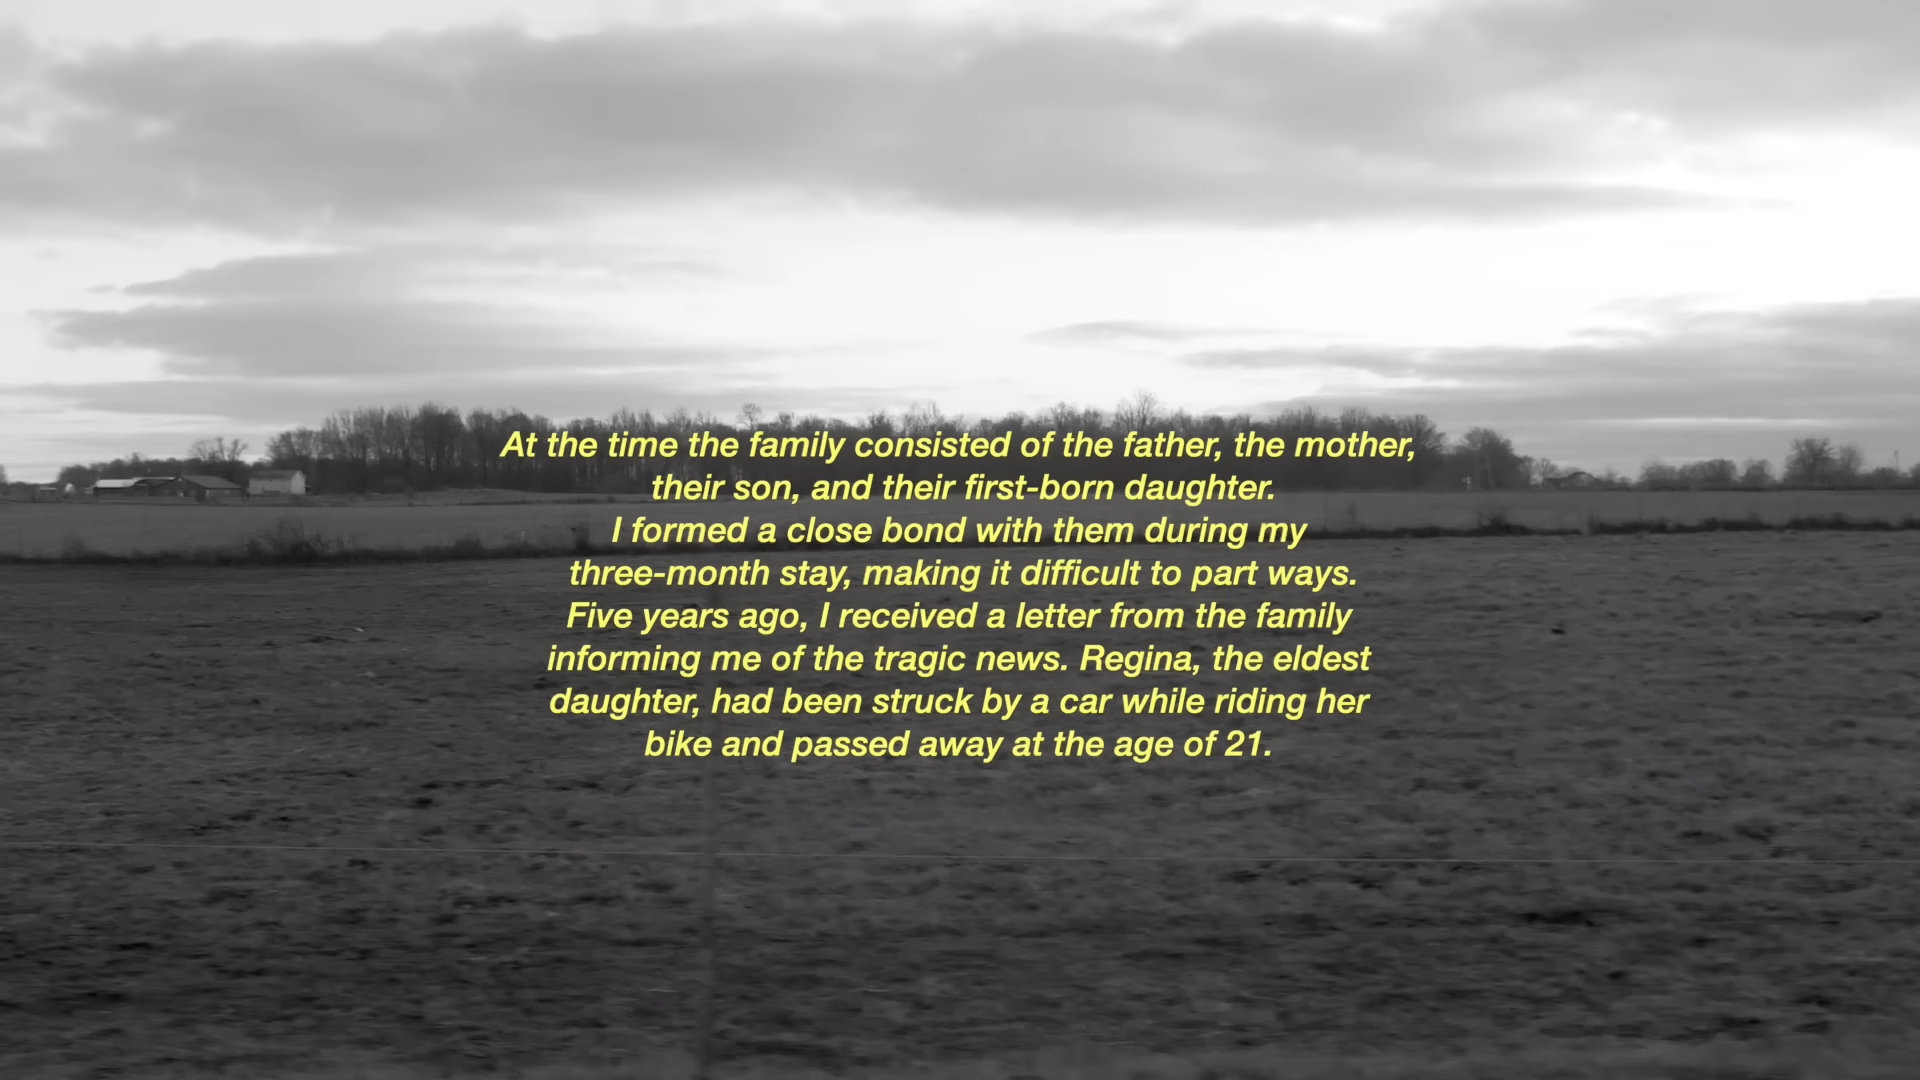 At the time the family consisted of the father, the mother,
their son, and their first-born daughter.
I formed a close bond with them during my
three-month stay, making it difficult to part ways.
Five years ago, I received a letter from the family
informing me of the tragic news. Regina, the eldest
daughter, had been struck by a car while riding her
bike and passed away at the age of 21.